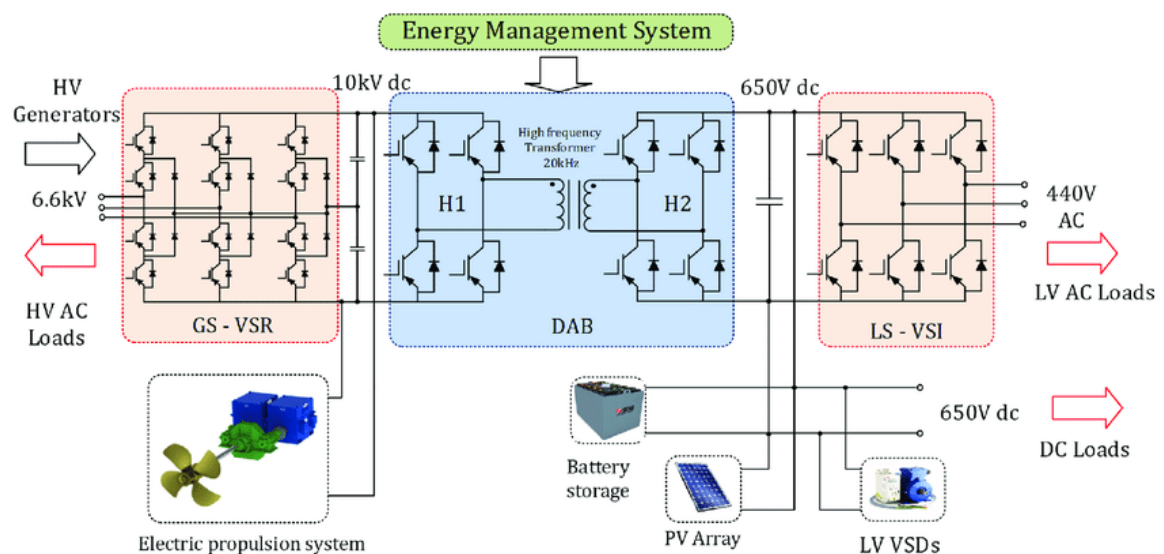 Energy Management System
HV
Generators
10kV dc
650V dc
High frequency
Transformer
20kHz
6.6kV
H1
H2
440V
AC
HV AC
Loads
GS - VSR
DAB
LS - VSI
LV AC Loads
650V dc
DC Loads
Battery
storage
Electric propulsion system
PV Array
LV VSDs